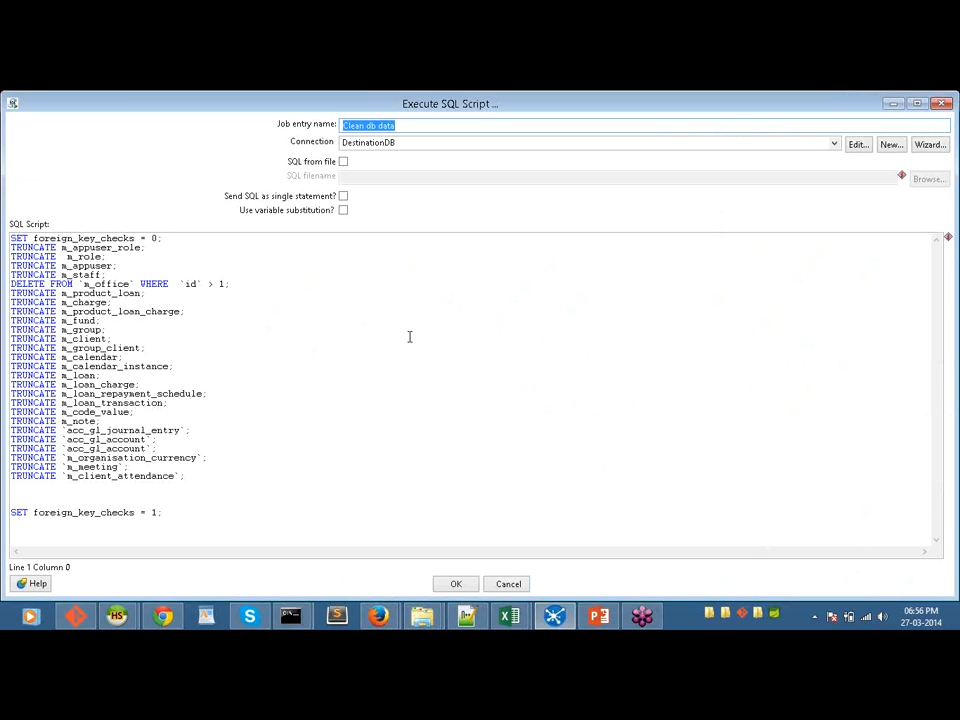 Execute SQL Script ...
Job entry name: Clean db data
Connection DestinationDB Edit... New... Wizard...
SQL from file
SQL filename Browse...
Send SQL as single statement?
Use variable substitution?
SQL Script:
SET foreign_key_checks = 0;
TRUNCATE m_appuser_role;
TRUNCATE  m_role;
TRUNCATE m_appuser;
TRUNCATE m_staff;
DELETE FROM `m_office` WHERE  `id` > 1;
TRUNCATE m_product_loan;
TRUNCATE m_charge;
TRUNCATE m_product_loan_charge;
TRUNCATE m_fund;
TRUNCATE m_group;
TRUNCATE m_client;
TRUNCATE m_group_client;
TRUNCATE m_calendar;
TRUNCATE m_calendar_instance;
TRUNCATE m_loan;
TRUNCATE m_loan_charge;
TRUNCATE m_loan_repayment_schedule;
TRUNCATE m_loan_transaction;
TRUNCATE m_code_value;
TRUNCATE m_note;
TRUNCATE `acc_gl_journal_entry`;
TRUNCATE `acc_gl_account`;
TRUNCATE `acc_gl_account`;
TRUNCATE `m_organisation_currency`;
TRUNCATE `m_meeting`;
TRUNCATE `m_client_attendance`;
SET foreign_key_checks = 1;
Line 1 Column 0
Help OK Cancel
HS
06:56 PM
27-03-2014